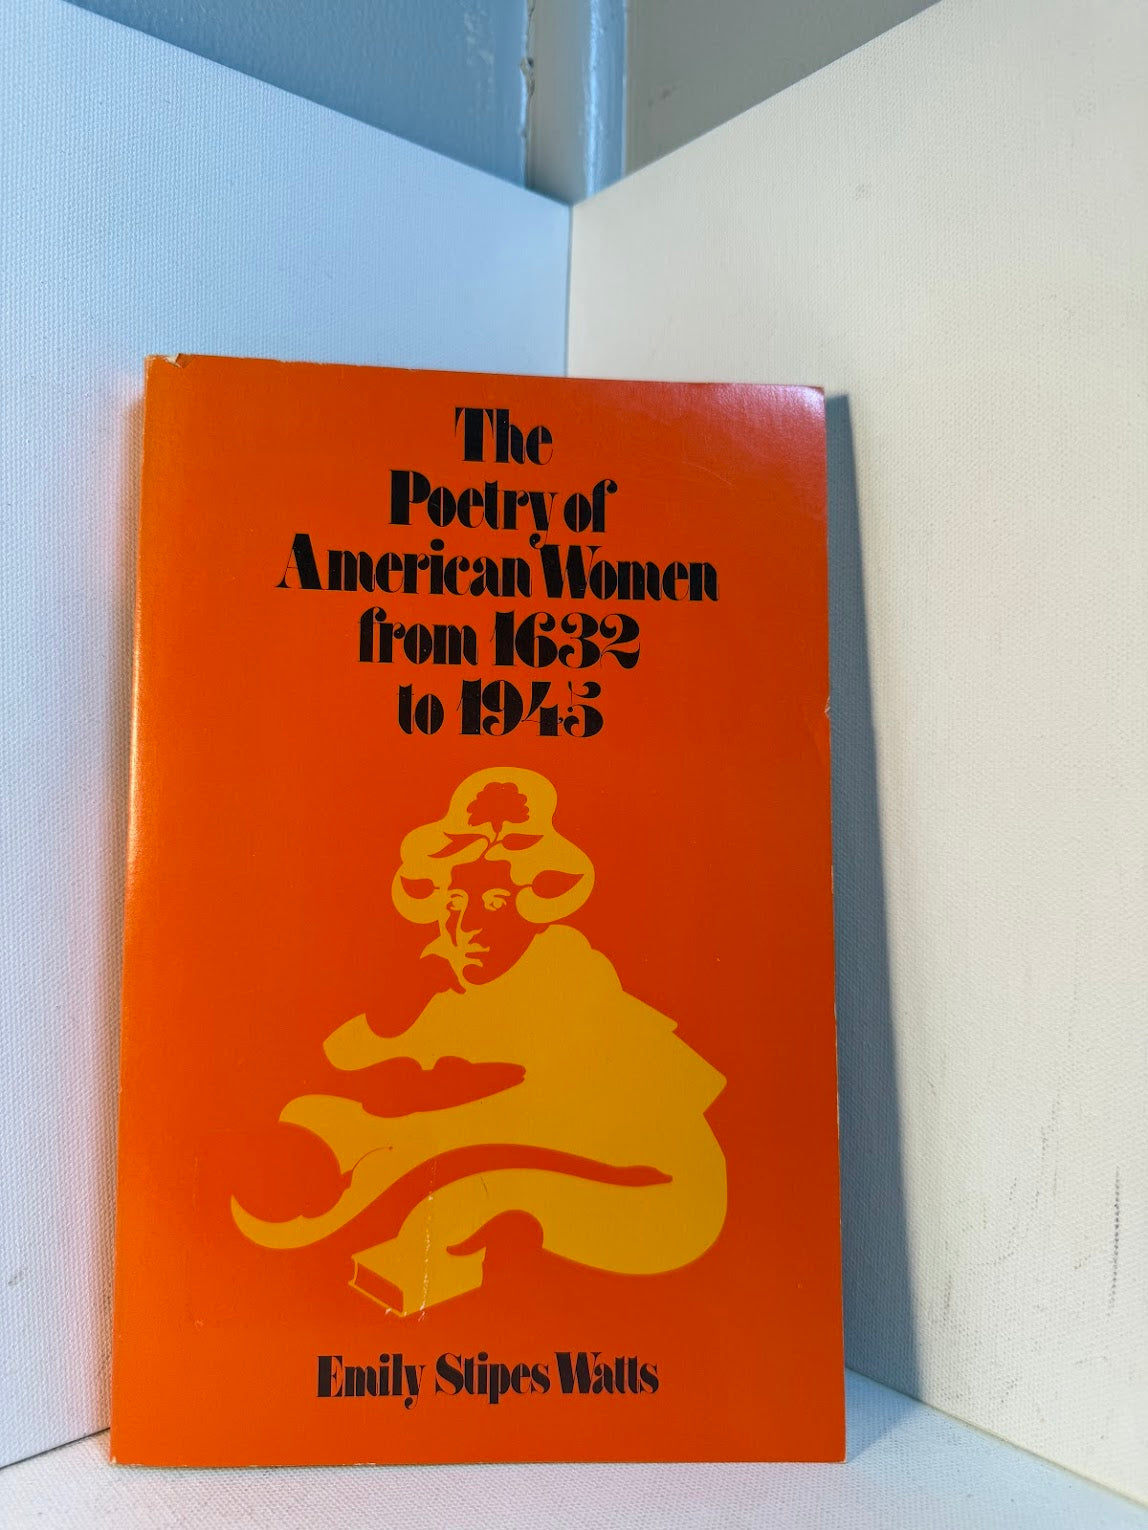 The
Poetry of
American Women
from 1632
to 1945
Emily Stipes Watts